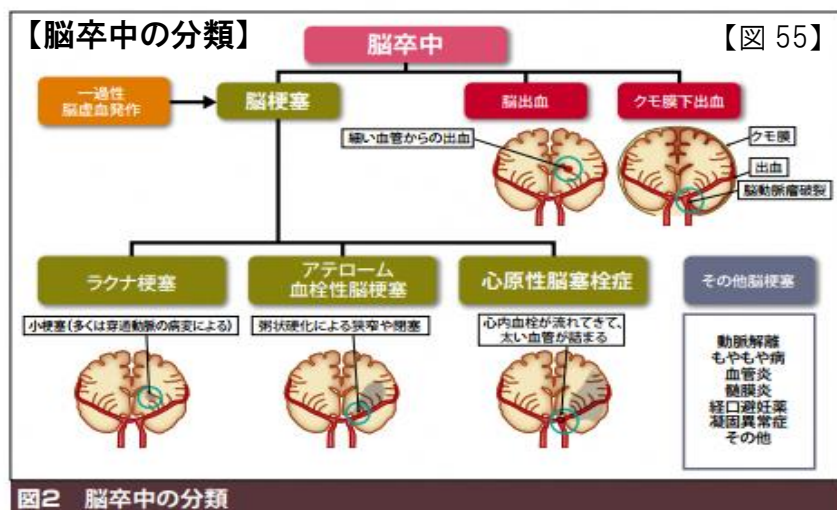 【脳卒中の分類】
【図 55】
脳卒中
一過性
脳虚血発作
脳梗塞
脳出血
クモ膜下出血
細い血管からの出血
クモ膜
出血
脳動脈瘤破裂
ラクナ梗塞
アテローム
血栓性脳梗塞
心原性脳塞栓症
その他脳梗塞
小梗塞(多くは穿通動脈の病変による)
粥状硬化による狭窄や閉塞
心内血栓が流れてきて、
太い血管が詰まる
動脈解離
もやもや病
血管炎
髄膜炎
経口避妊薬
凝固異常症
その他
図2 脳卒中の分類